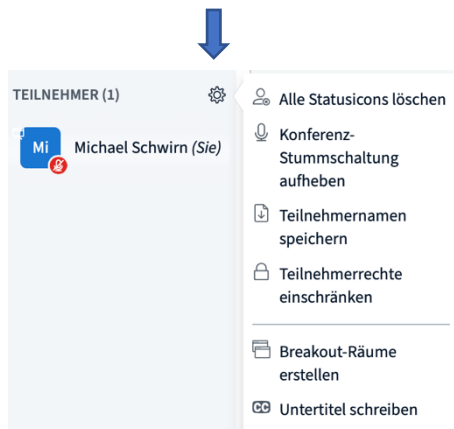 TEILNEHMER (1)
Mi
Michael Schwirn (Sie)
Alle Statusicons löschen
Konferenz-
Stummschaltung
aufheben
Teilnehmernamen
speichern
Teilnehmerrechte
einschränken
Breakout-Räume
erstellen
CC
Untertitel schreiben